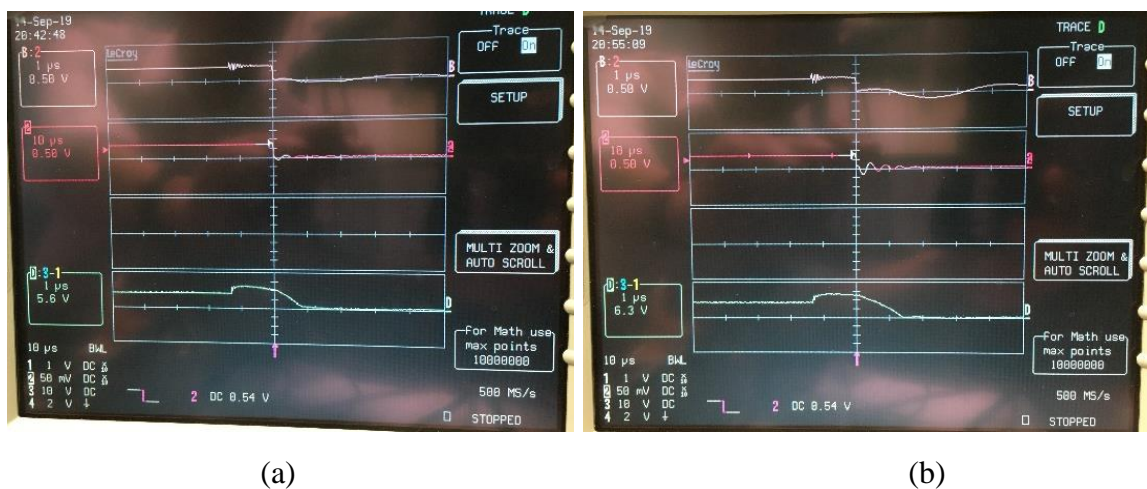 14-Sep-19
20:42:48
TRACE D
Trace
OFF On
SETUP
LeCroy
B:2
1 µs
0.50 V
B
2
10 µs
0.50 V
2
MULTI ZOOM &
AUTO SCROLL
D:3-1
1 µs
5.6 V
D
For Math use
max points
10000000
10 µs BWL
1 1 V DC
2 50 mV DC
3 10 V DC
4 2 V
2 DC 0.54 V
500 MS/s
STOPPED
(a)
14-Sep-19
20:55:09
TRACE D
Trace
OFF On
SETUP
LeCroy
B:2
1 µs
0.50 V
B
2
10 µs
0.50 V
2
MULTI ZOOM &
AUTO SCROLL
D:3-1
1 µs
6.3 V
D
For Math use
max points
10000000
10 µs BWL
1 1 V DC
2 50 mV DC
3 10 V DC
4 2 V
2 DC 0.54 V
500 MS/s
STOPPED
(b)